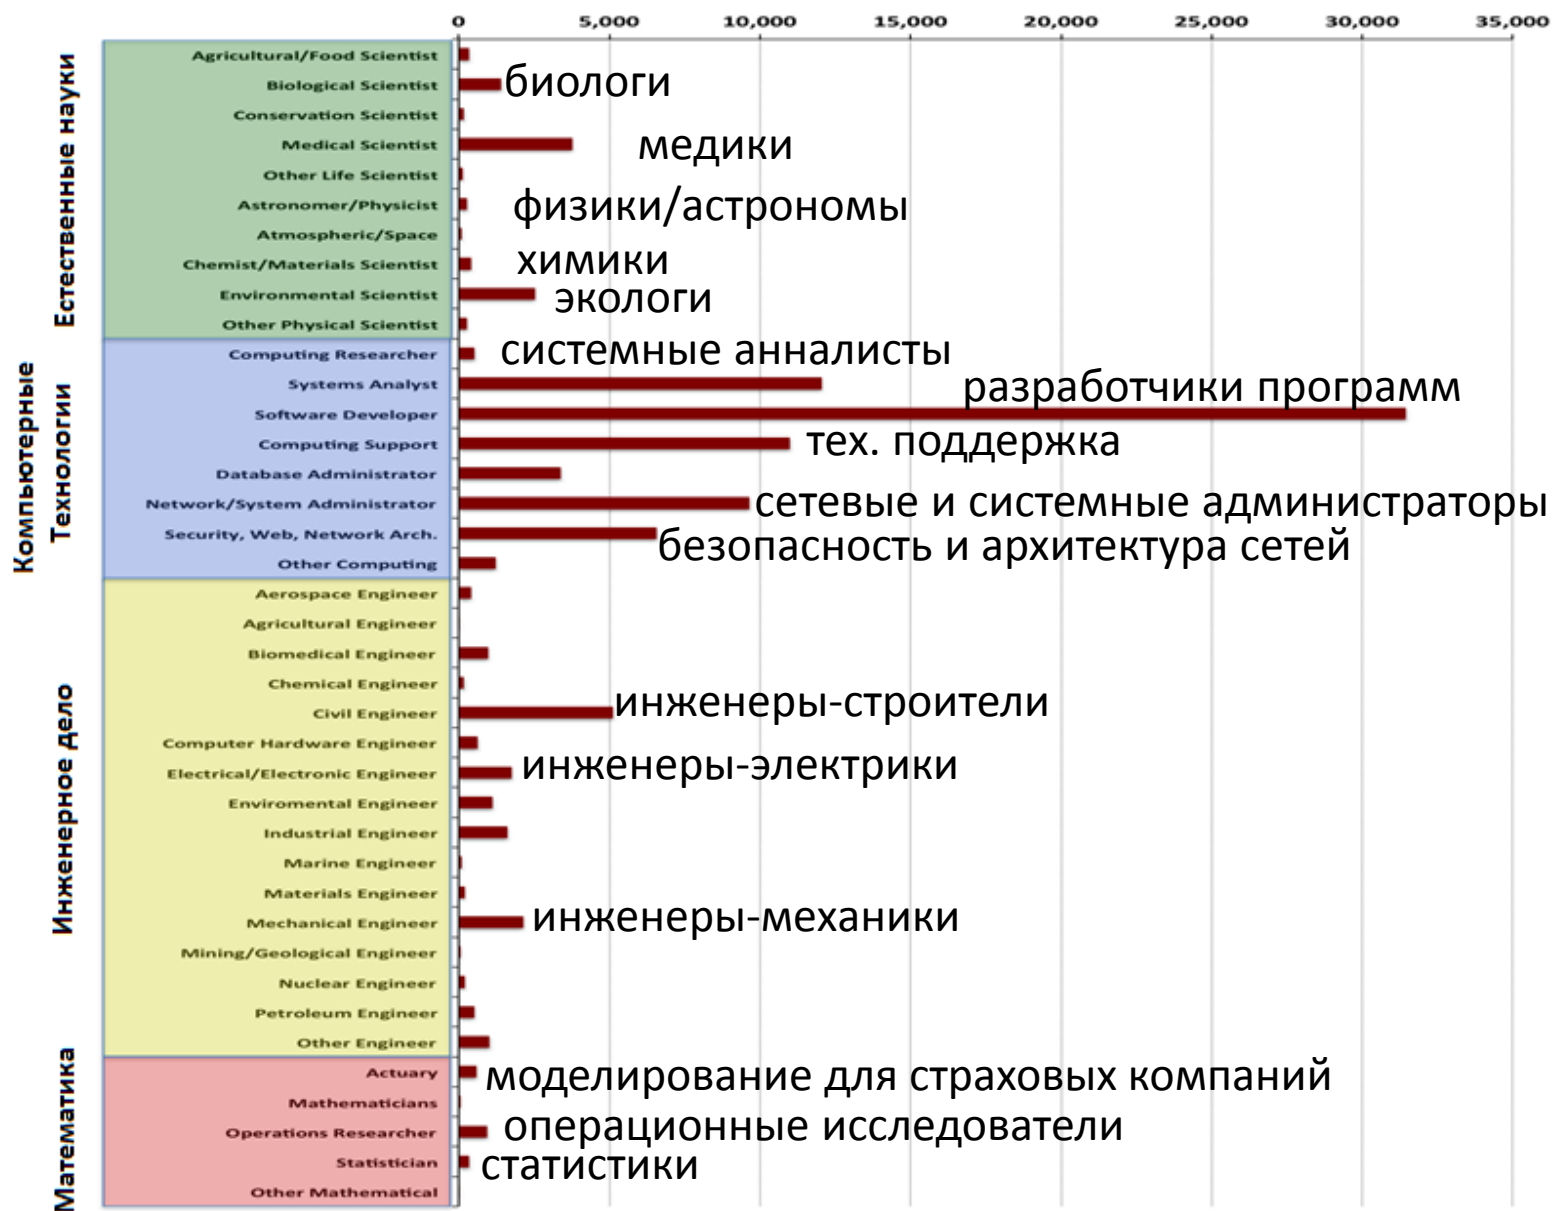 0 5,000 10,000 15,000 20,000 25,000 30,000 35,000
Естественные науки
Agricultural/Food Scientist
Biological Scientist биологи
Conservation Scientist
Medical Scientist медики
Other Life Scientist
Astronomer/Physicist физики/астрономы
Atmospheric/Space
Chemist/Materials Scientist химики
Environmental Scientist экологи
Other Physical Scientist
Компьютерные
Технологии
Computing Researcher системные анналисты
Systems Analyst разработчики программ
Software Developer
Computing Support тех. поддержка
Database Administrator
Network/System Administrator сетевые и системные администраторы
Security, Web, Network Arch. безопасность и архитектура сетей
Other Computing
Инженерное дело
Aerospace Engineer
Agricultural Engineer
Biomedical Engineer
Chemical Engineer
Civil Engineer инженеры-строители
Computer Hardware Engineer
Electrical/Electronic Engineer инженеры-электрики
Enviromental Engineer
Industrial Engineer
Marine Engineer
Materials Engineer
Mechanical Engineer инженеры-механики
Mining/Geological Engineer
Nuclear Engineer
Petroleum Engineer
Other Engineer
Математика
Actuary моделирование для страховых компаний
Mathematicians
Operations Researcher операционные исследователи
Statistician статистики
Other Mathematical